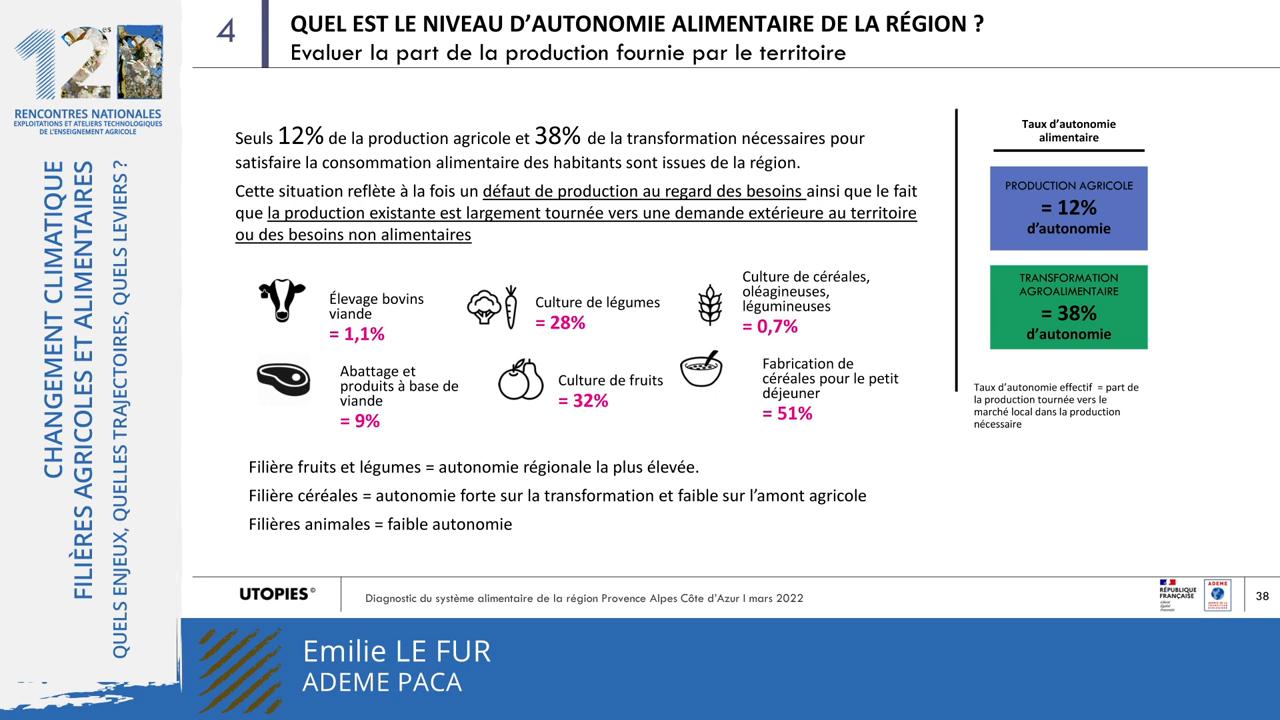 12
es
RENCONTRES NATIONALES
EXPLOITATIONS ET ATELIERS TECHNOLOGIQUES
DE L'ENSEIGNEMENT AGRICOLE
CHANGEMENT CLIMATIQUE
FILIÈRES AGRICOLES ET ALIMENTAIRES
QUELS ENJEUX, QUELLES TRAJECTOIRES, QUELS LEVIERS ?
4
QUEL EST LE NIVEAU D'AUTONOMIE ALIMENTAIRE DE LA RÉGION ?
Evaluer la part de la production fournie par le territoire
Seuls 12% de la production agricole et 38% de la transformation nécessaires pour
satisfaire la consommation alimentaire des habitants sont issues de la région.
Cette situation reflète à la fois un défaut de production au regard des besoins ainsi que le fait
que la production existante est largement tournée vers une demande extérieure au territoire
ou des besoins non alimentaires
Élevage bovins
viande
= 1,1%
Culture de légumes
= 28%
Culture de céréales,
oléagineuses,
légumineuses
= 0,7%
Abattage et
produits à base de
viande
= 9%
Culture de fruits
= 32%
Fabrication de
céréales pour le petit
déjeuner
= 51%
Filière fruits et légumes = autonomie régionale la plus élevée.
Filière céréales = autonomie forte sur la transformation et faible sur l'amont agricole
Filières animales = faible autonomie
Taux d'autonomie
alimentaire
PRODUCTION AGRICOLE
= 12%
d'autonomie
TRANSFORMATION
AGROALIMENTAIRE
= 38%
d'autonomie
Taux d'autonomie effectif = part de
la production tournée vers le
marché local dans la production
nécessaire
UTOPIES©
Diagnostic du système alimentaire de la région Provence Alpes Côte d'Azur I mars 2022
RÉPUBLIQUE
FRANÇAISE
ADEME
38
Emilie LE FUR
ADEME PACA